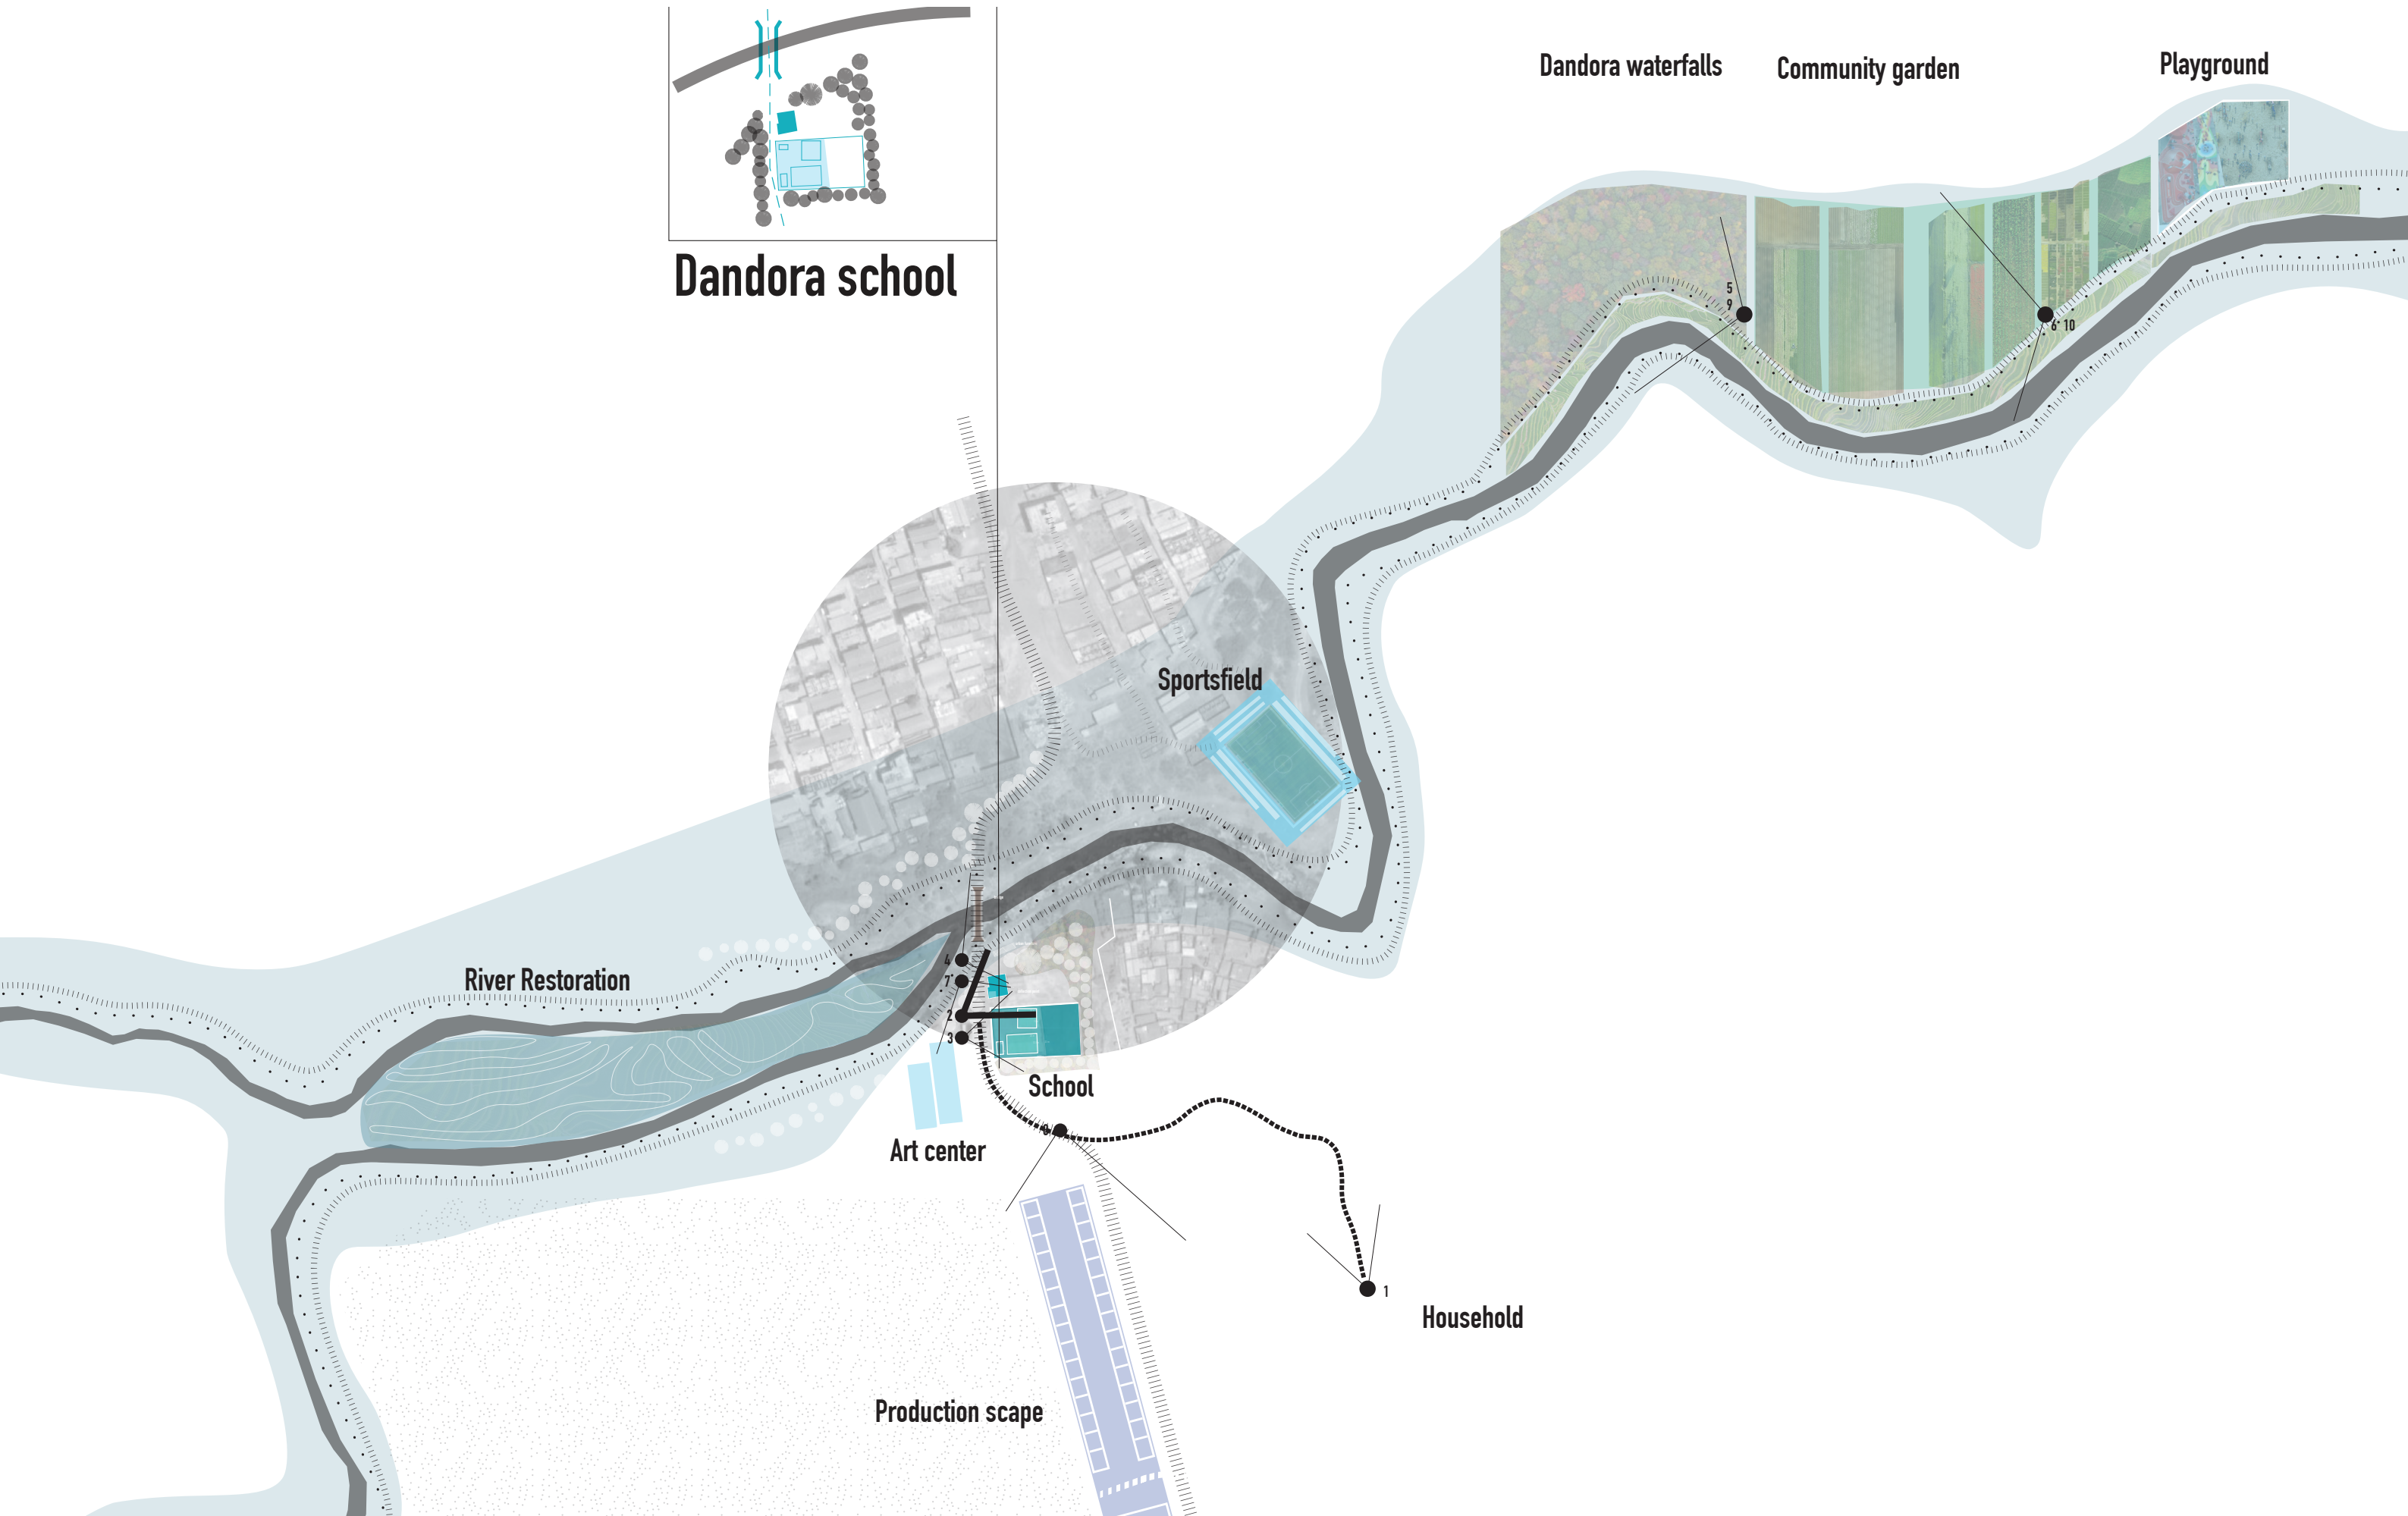 Dandora waterfalls
Community garden
Playground
Dandora school
5
9
6 10
Sportsfield
River Restoration
4
7
2
3
School
Art center
1
Household
Production scape